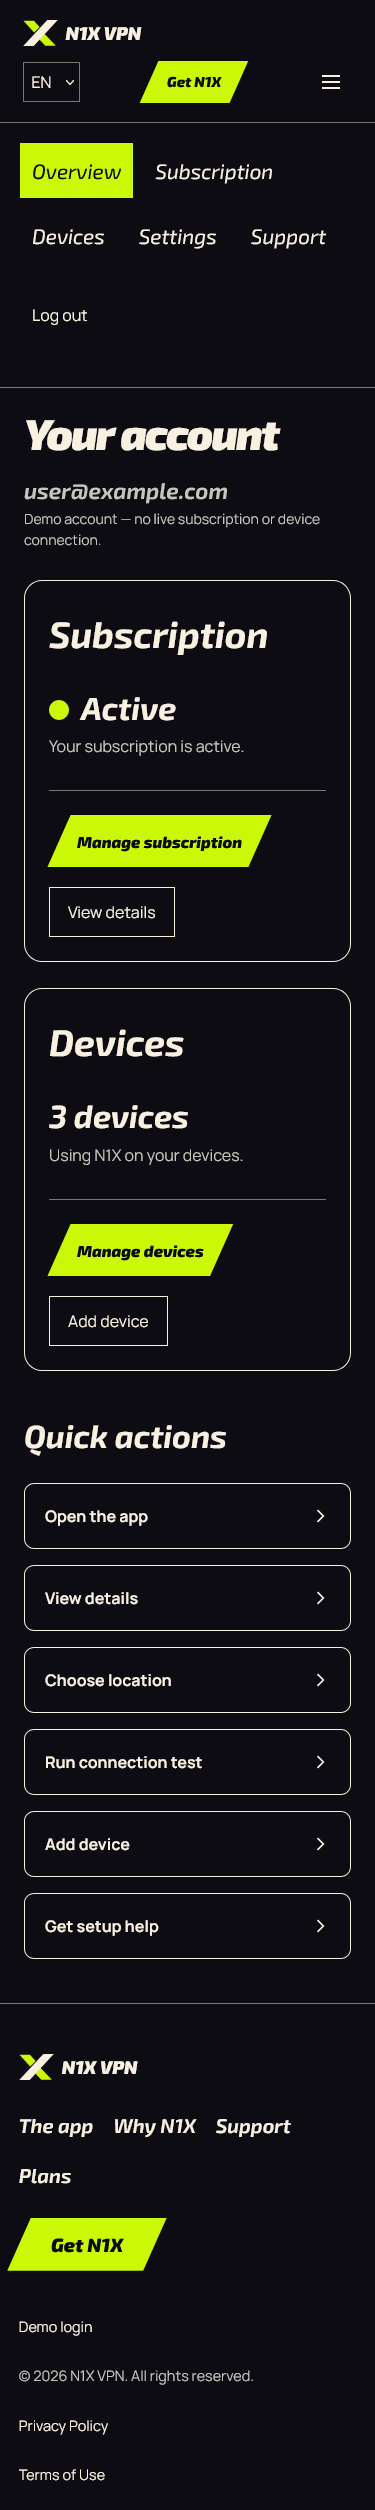 N1X VPN
EN
Get N1X
Overview
Subscription
Devices
Settings
Support
Log out
Your account
user@example.com
Demo account — no live subscription or device
connection.
Subscription
Active
Your subscription is active.
Manage subscription
View details
Devices
3 devices
Using N1X on your devices.
Manage devices
Add device
Quick actions
Open the app
View details
Choose location
Run connection test
Add device
Get setup help
N1X VPN
The app
Why N1X
Support
Plans
Get N1X
Demo login
© 2026 N1X VPN. All rights reserved.
Privacy Policy
Terms of Use